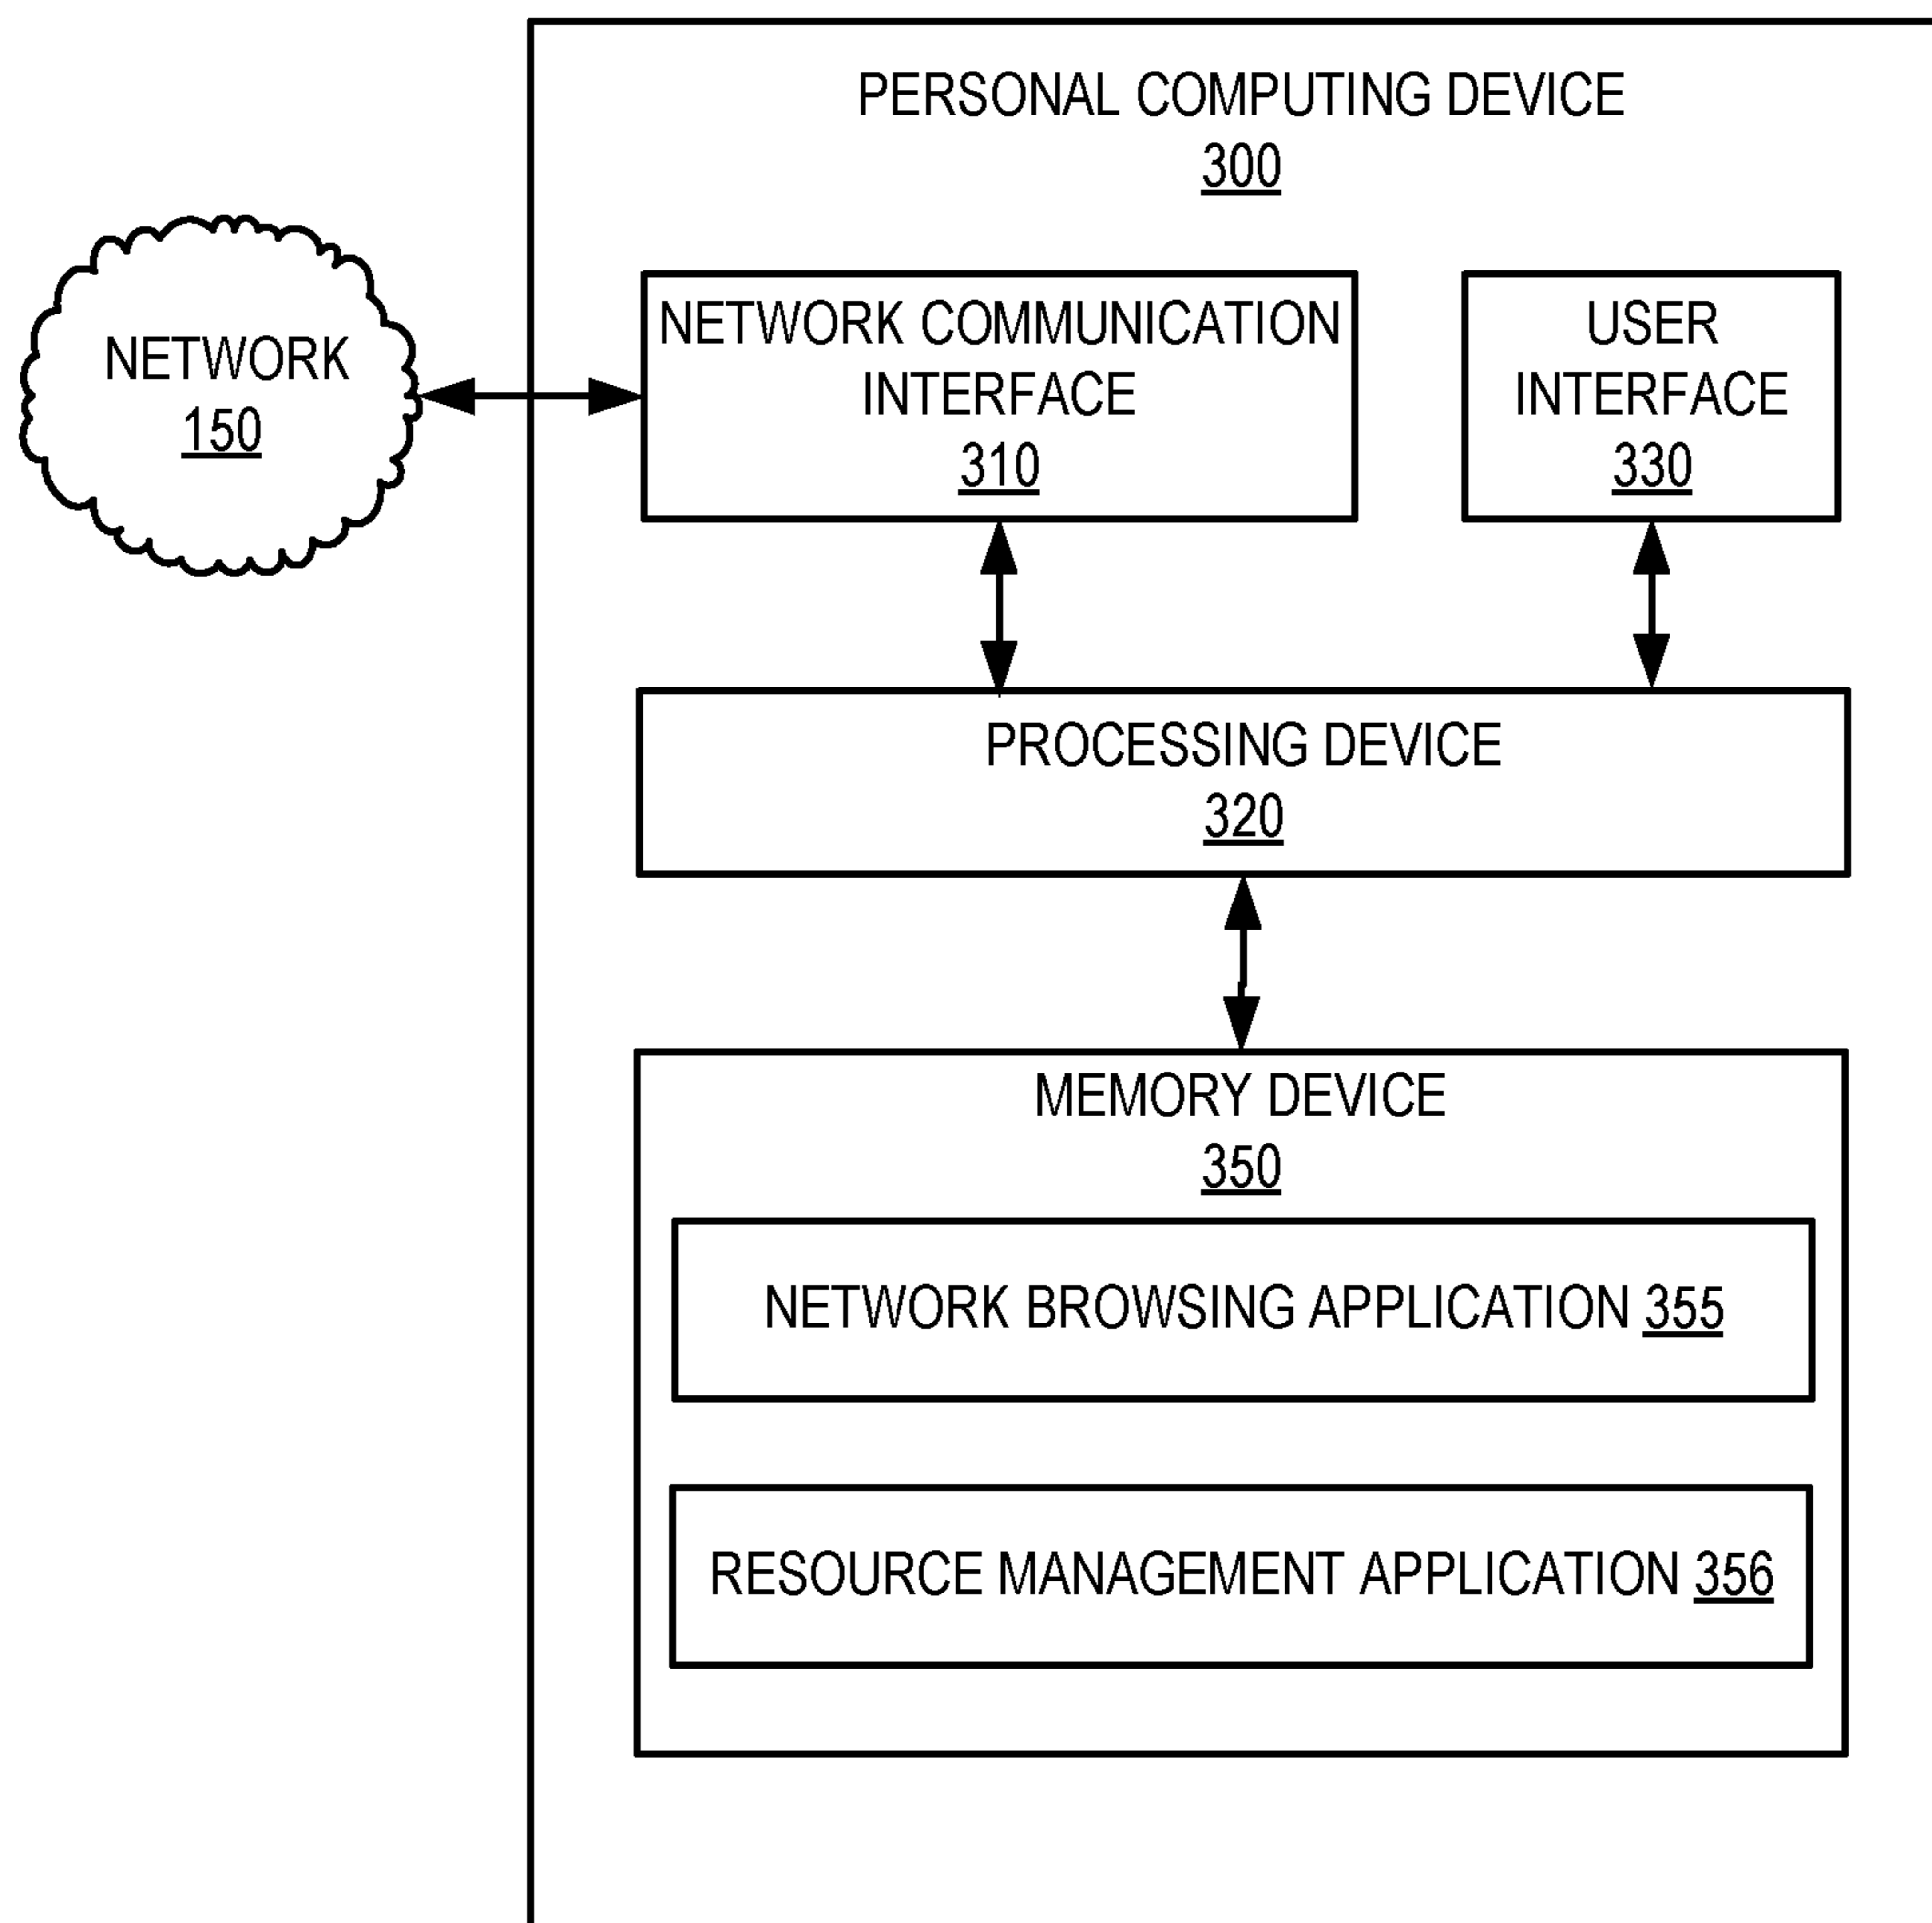 PERSONAL COMPUTING DEVICE
300
NETWORK
150
NETWORK COMMUNICATION
INTERFACE
310
USER
INTERFACE
330
PROCESSING DEVICE
320
MEMORY DEVICE
350
NETWORK BROWSING APPLICATION 355
RESOURCE MANAGEMENT APPLICATION 356